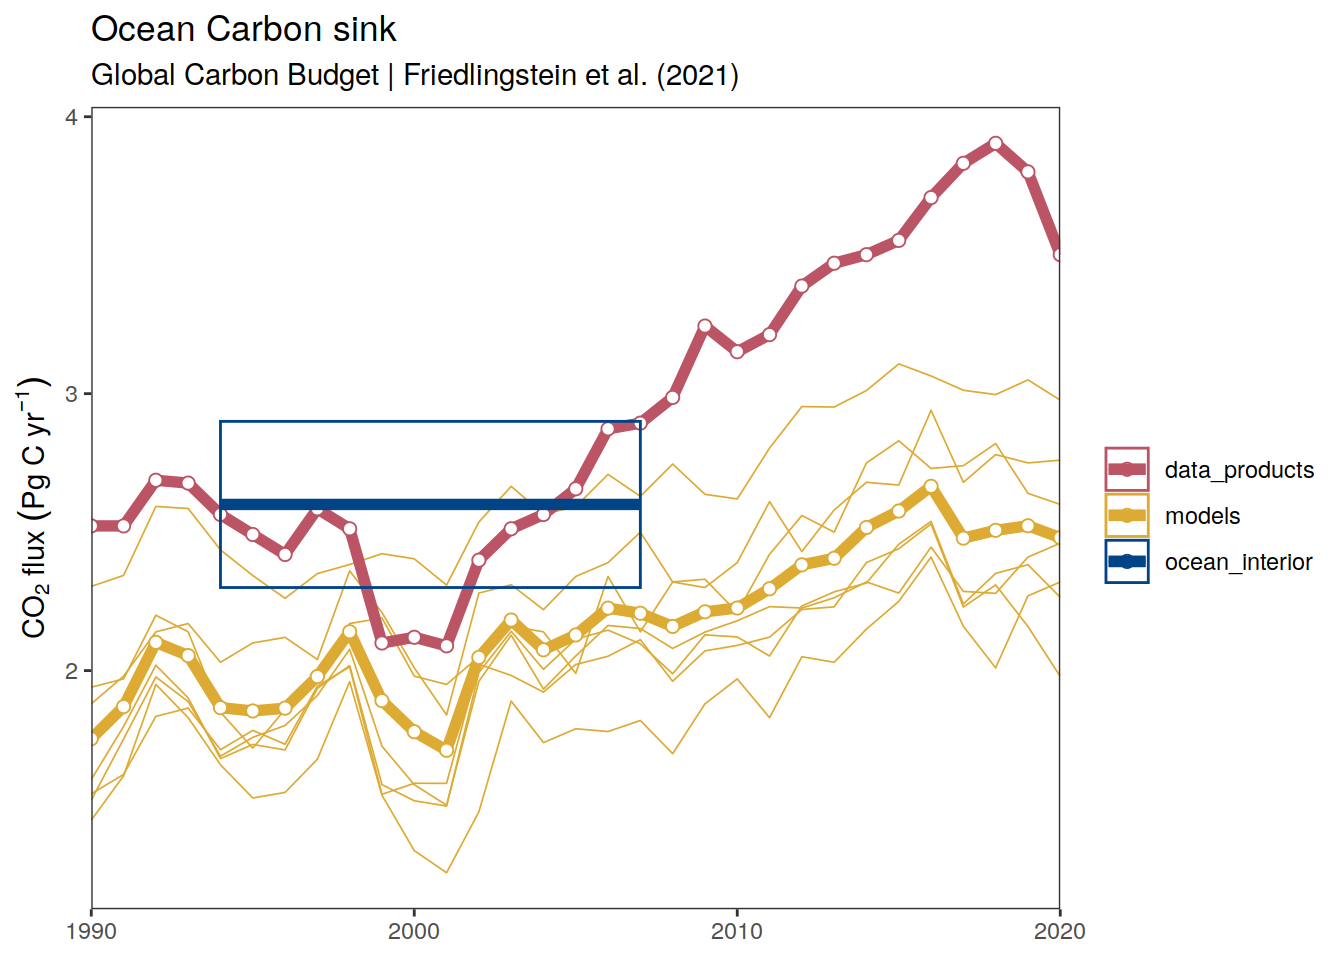 Ocean Carbon sink
Global Carbon Budget | Friedlingstein et al. (2021)
4
3
2
CO₂ flux (Pg C yr⁻¹)
1990
2000
2010
2020
data_products
models
ocean_interior